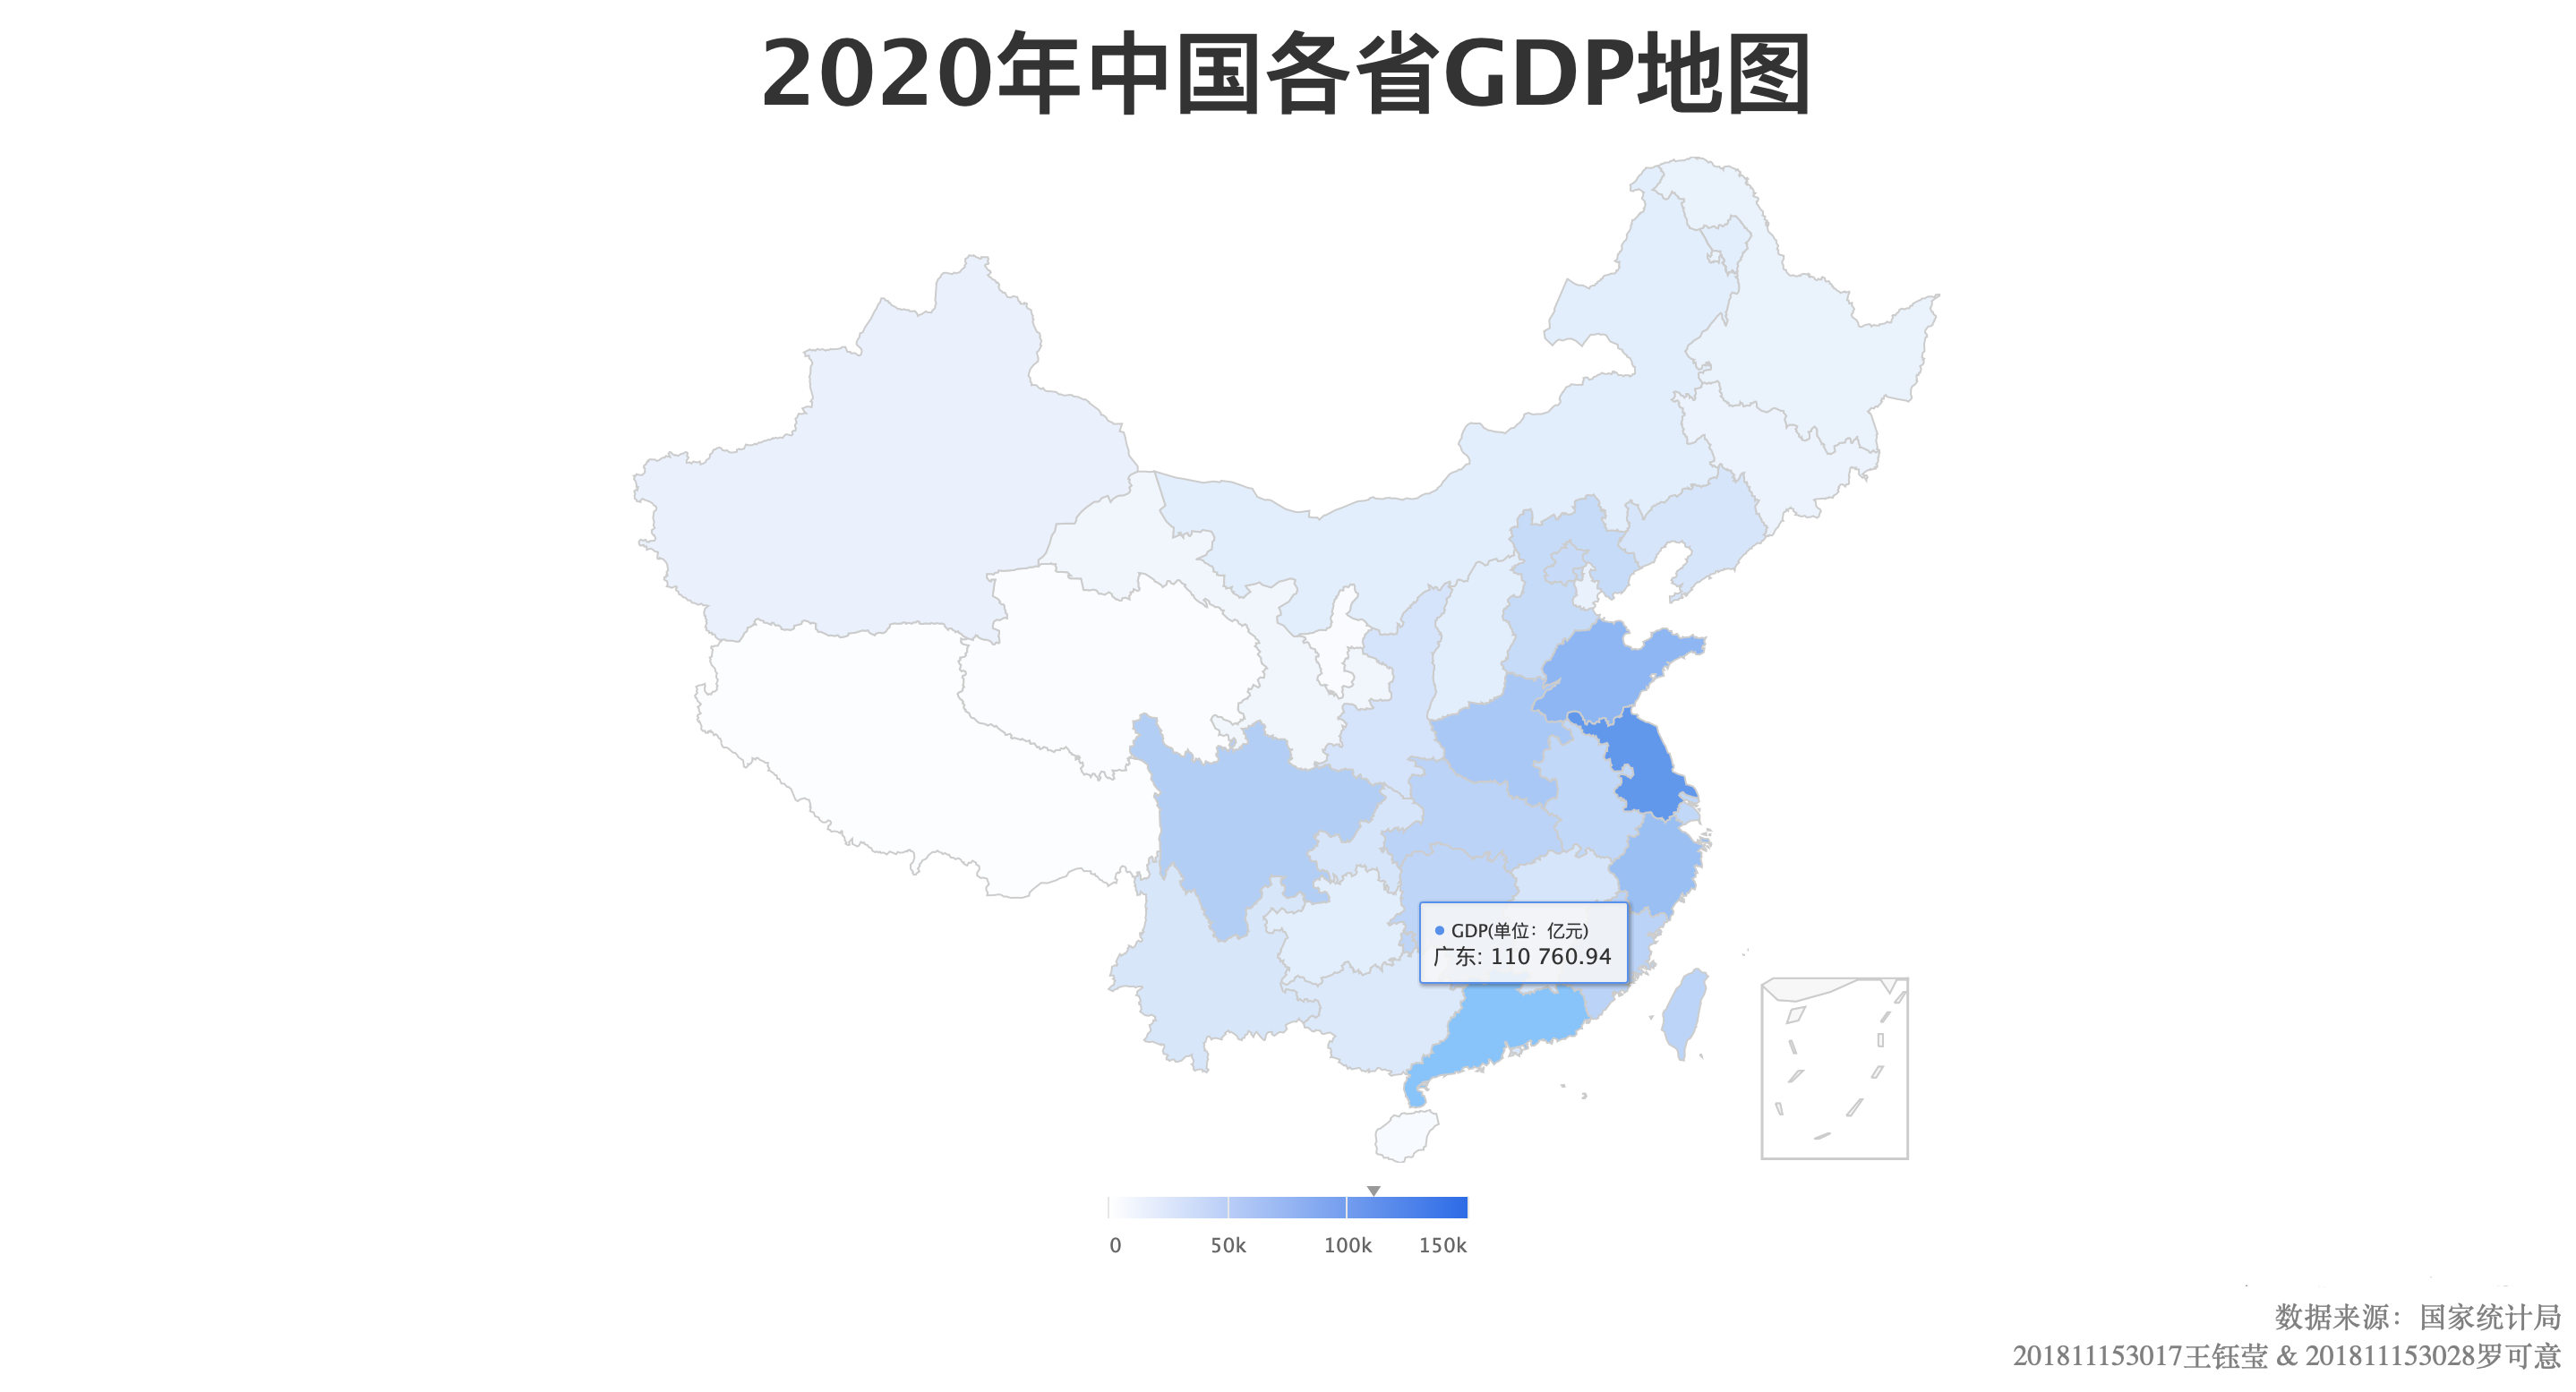 2020年中国各省GDP地图
GDP(单位：亿元)
广东: 110 760.94
0 50k 100k 150k
数据来源：国家统计局
201811153017王钰莹 & 201811153028罗可意